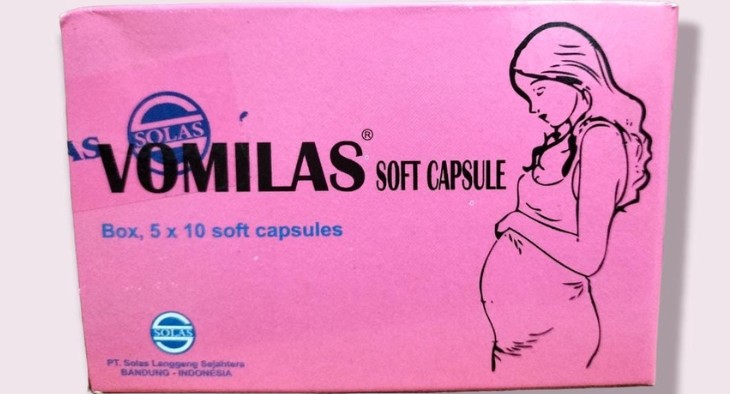 SOLAS
AS
VOMILAS® SOFT CAPSULE
Box, 5 x 10 soft capsules
SOLAS
PT. Solas Langgeng Sejahtera
BANDUNG - INDONESIA